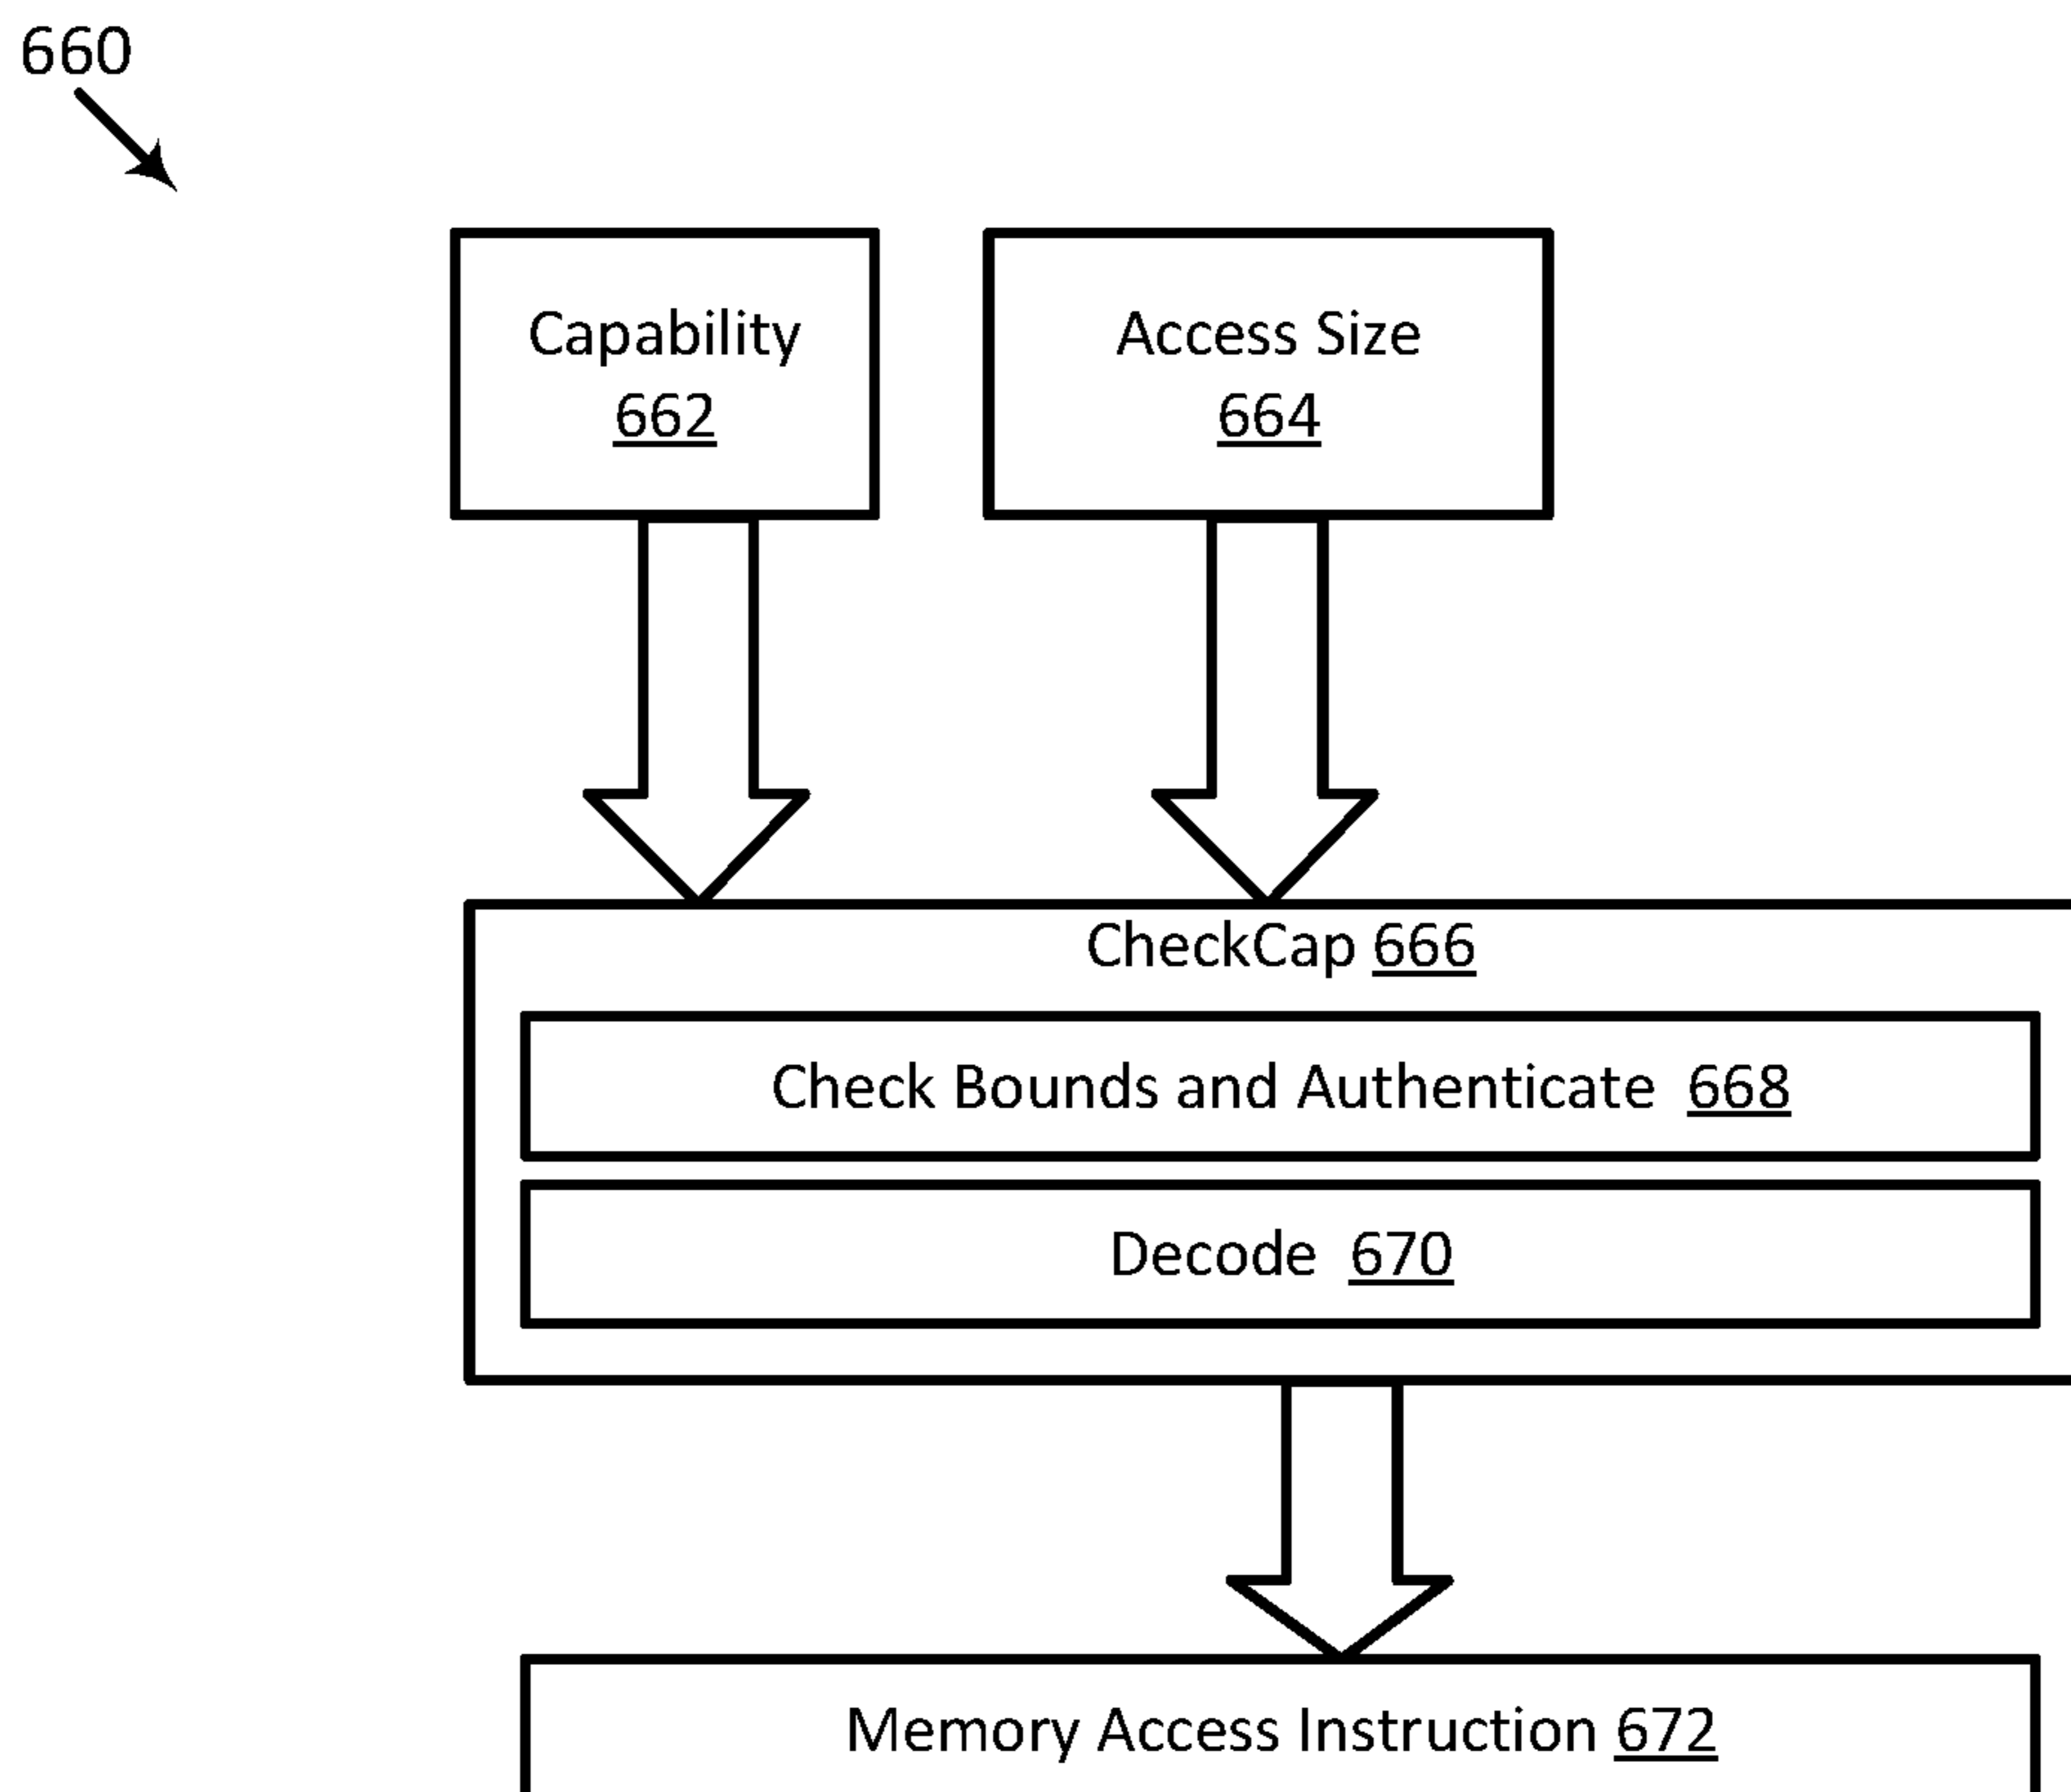 660
Capability
662
Access Size
664
CheckCap 666
Check Bounds and Authenticate 668
Decode 670
Memory Access Instruction 672